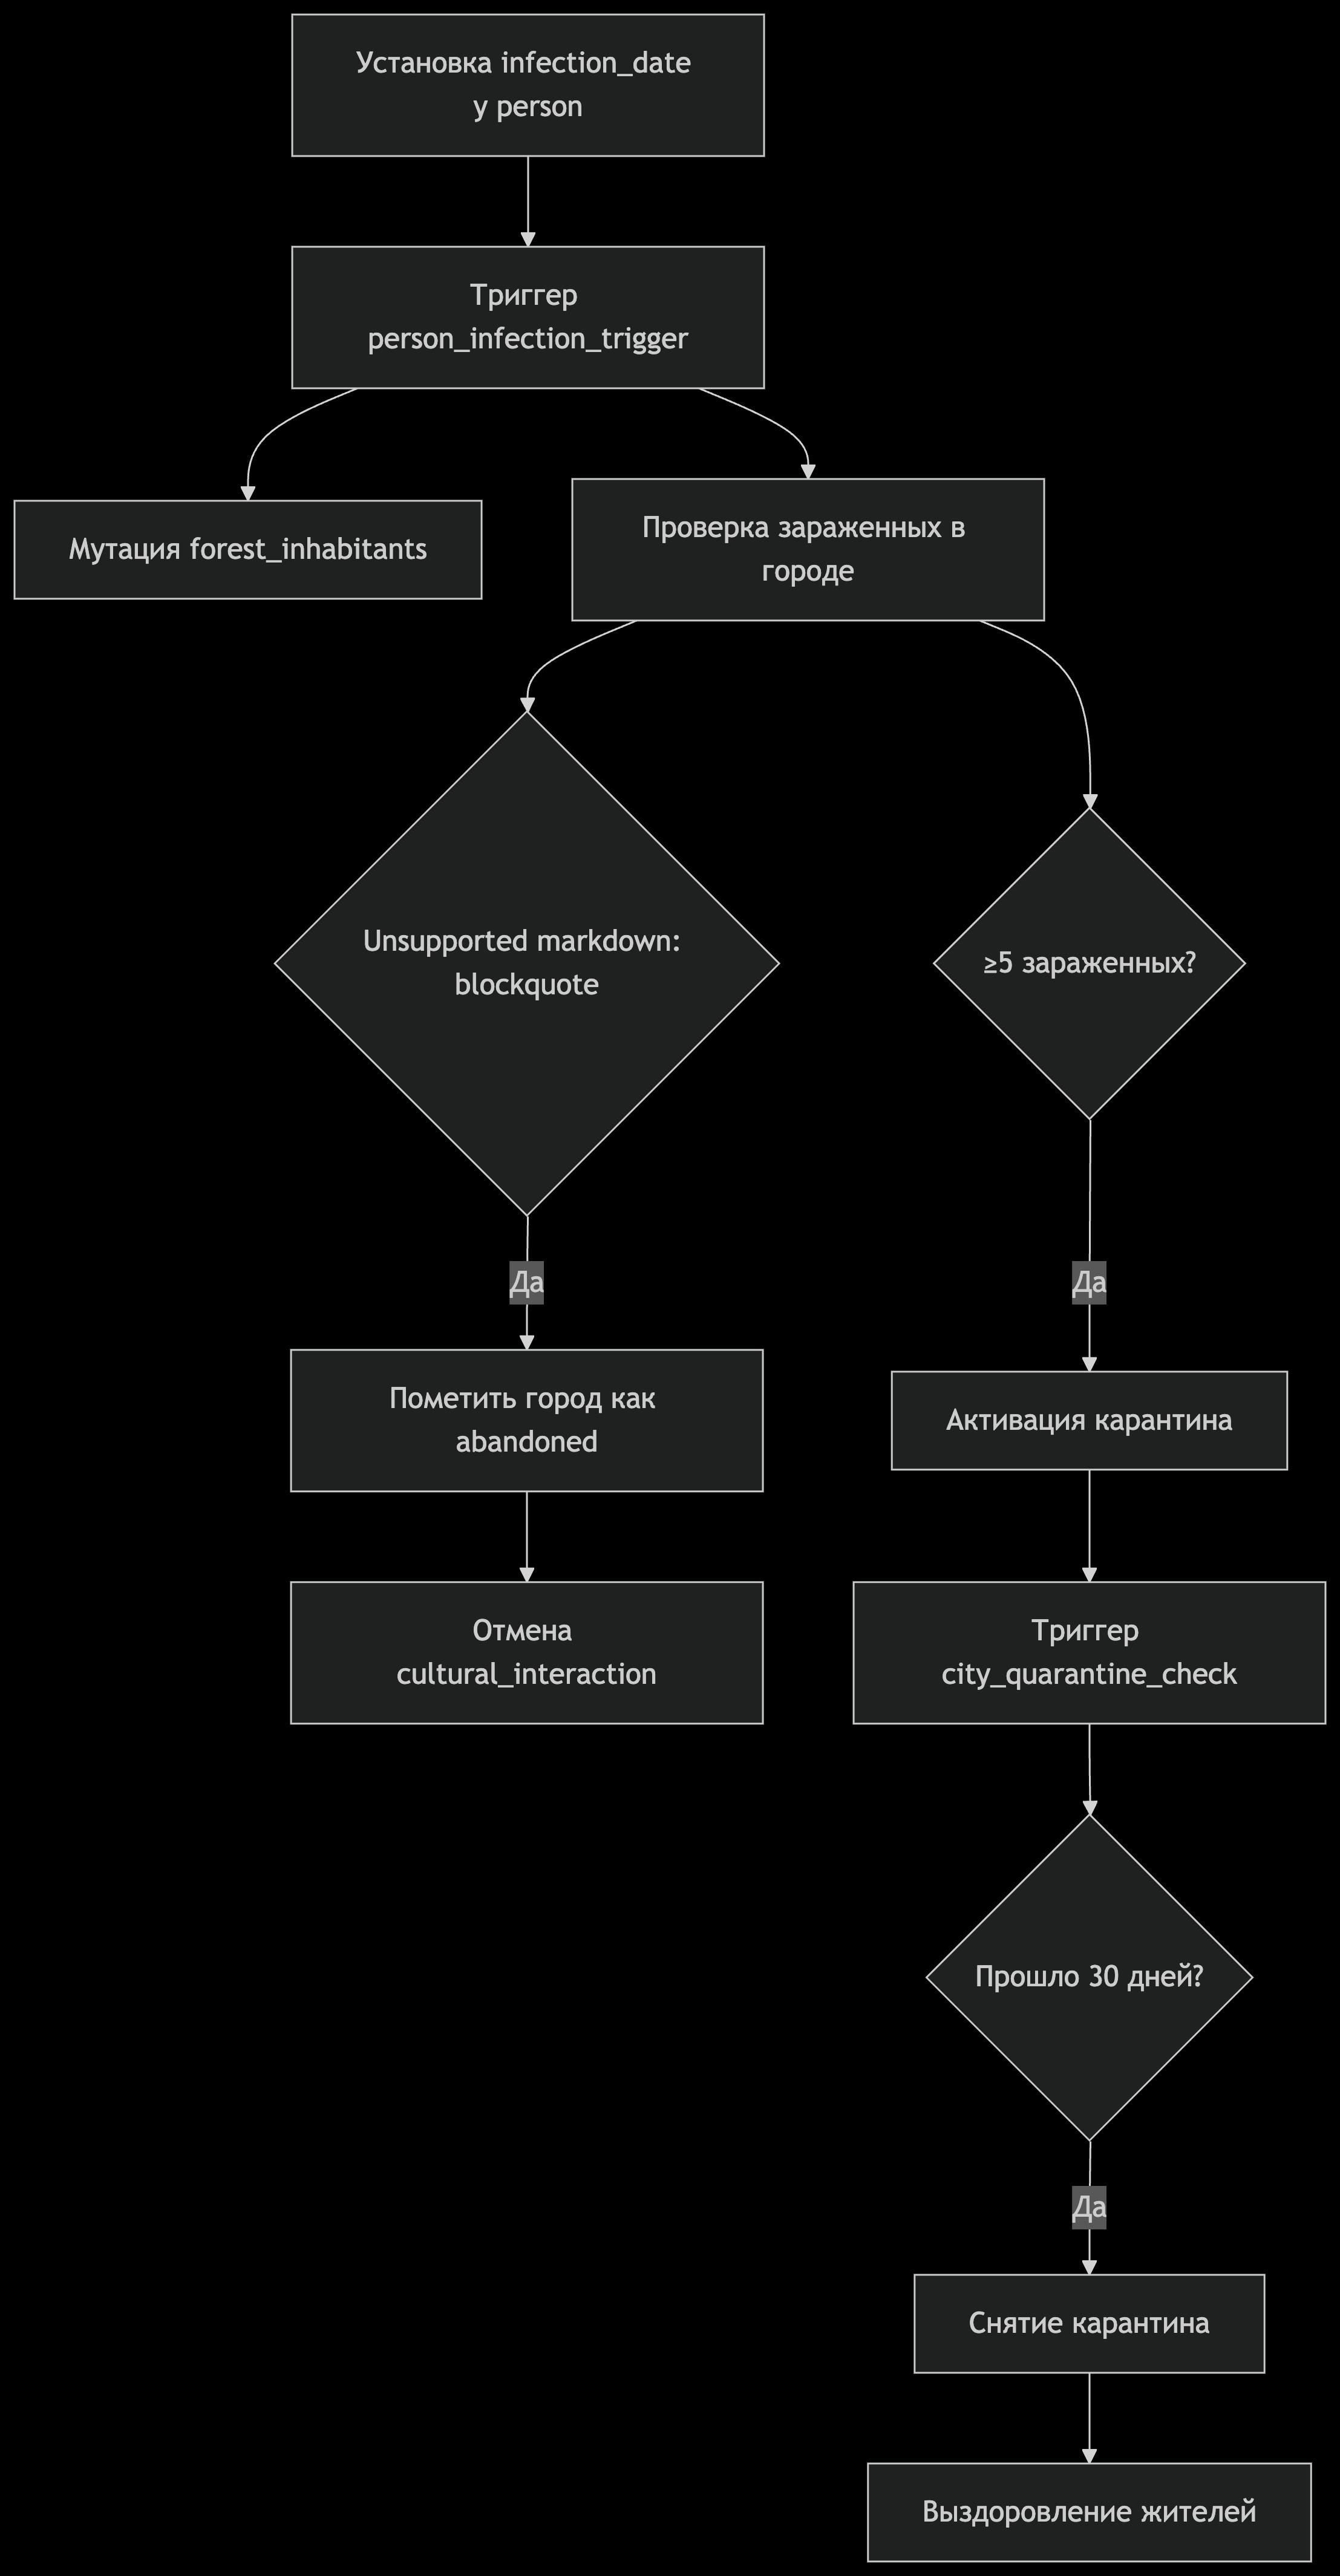 Установка infection_date
у person
Триггер
person_infection_trigger
Мутация forest_inhabitants
Проверка зараженных в
городе
Unsupported markdown:
blockquote
≥5 зараженных?
Да
Да
Пометить город как
abandoned
Активация карантина
Отмена
cultural_interaction
Триггер
city_quarantine_check
Прошло 30 дней?
Да
Снятие карантина
Выздоровление жителей